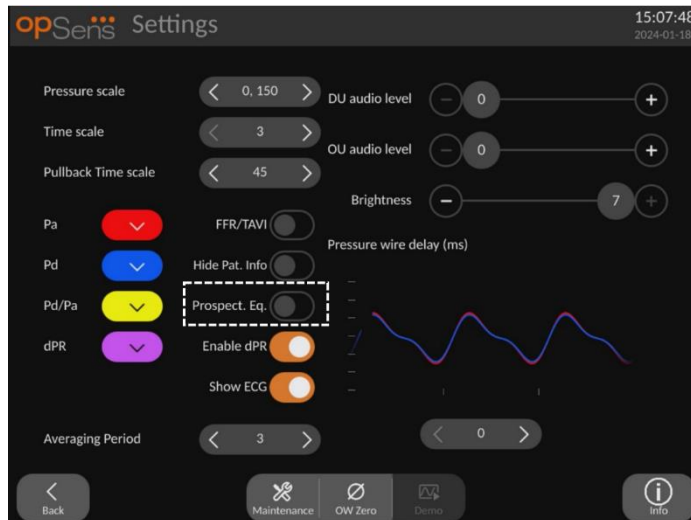 opSens Settings
15:07:48
2024-01-18
Pressure scale 0, 150
Time scale 3
Pullback Time scale 45
DU audio level 0
OU audio level 0
Brightness 7
Pa
Pd
Pd/Pa
dPR
FFR/TAVI
Hide Pat. Info
Prospect. Eq.
Enable dPR
Show ECG
Pressure wire delay (ms)
Averaging Period 3
0
Back
Maintenance
OW Zero
Demo
Info